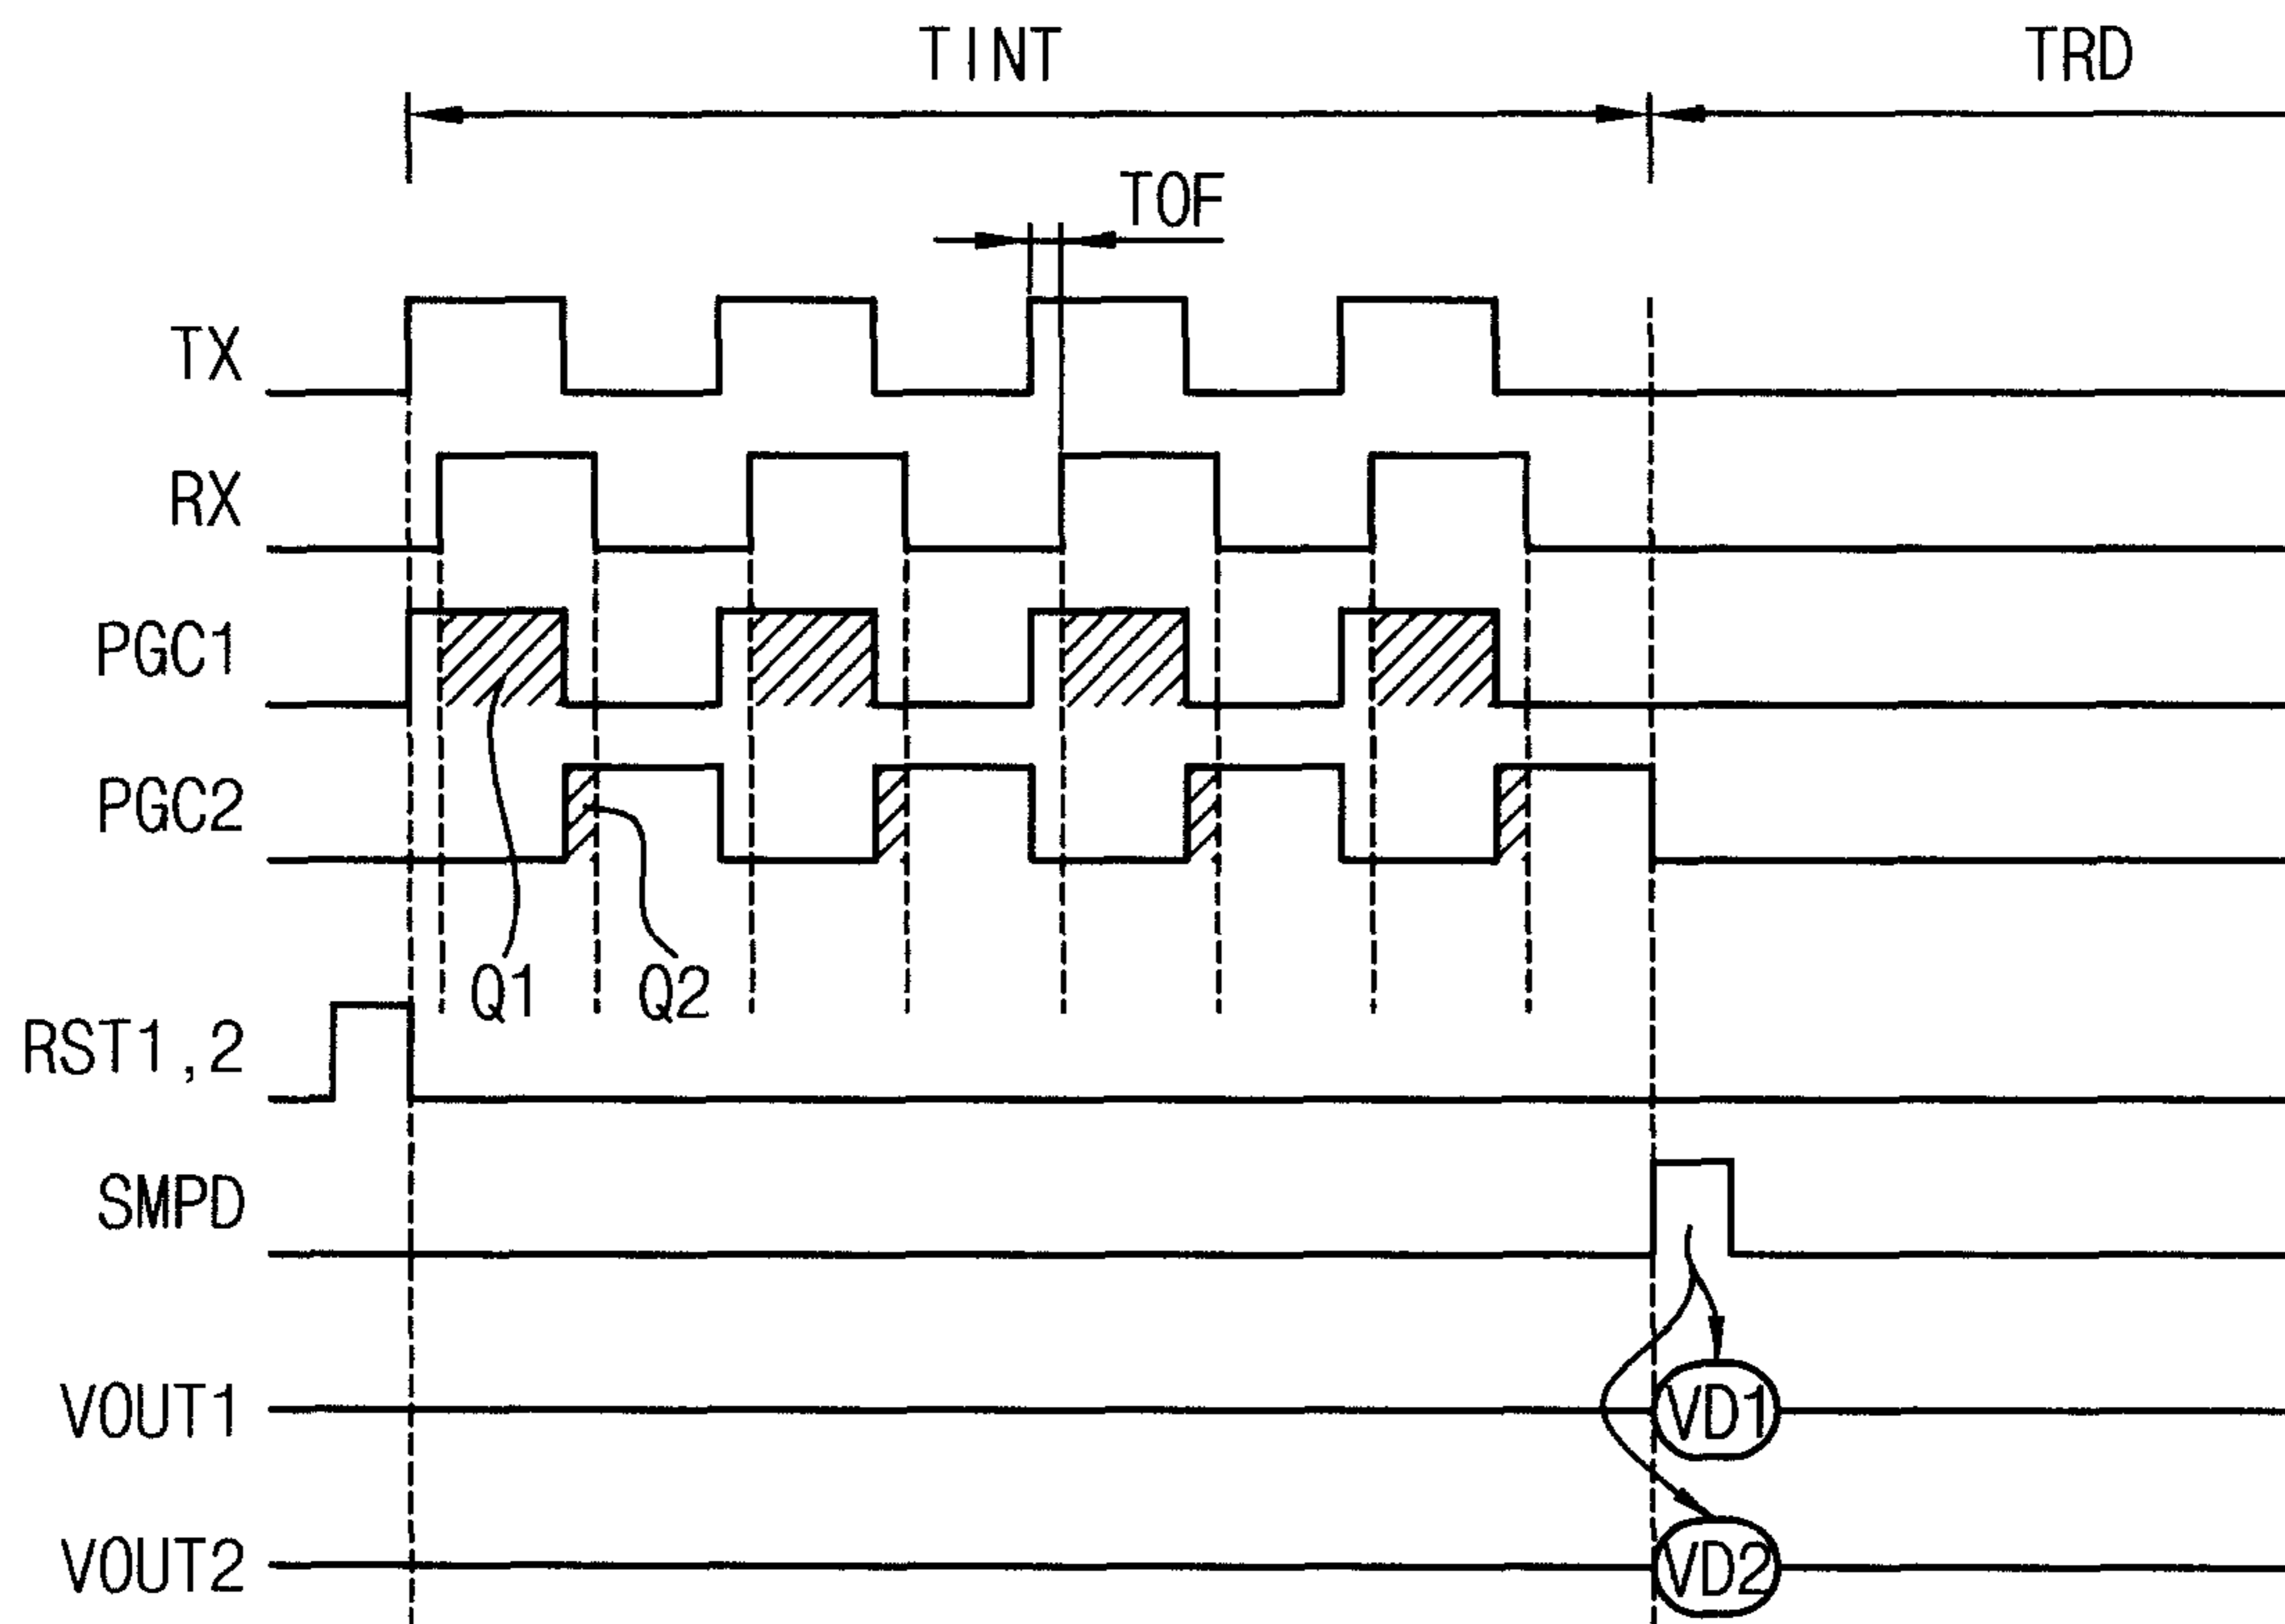 TINT
TRD
TOF
TX
RX
PGC1
PGC2
Q1
Q2
RST1,2
SMPD
VOUT1
VD1
VOUT2
VD2